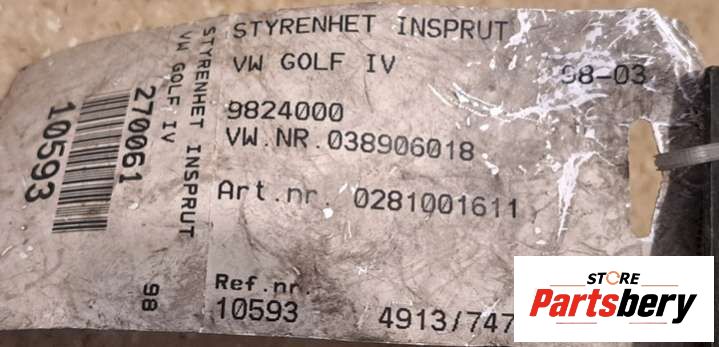 STYRENHET INSPRUT
VW GOLF IV 98-03
9824000
VW.NR.038906018
Art.nr. 0281001611
Ref.nr.
10593 4913/747
STYRENHET INSPRUT
VW GOLF IV 98
270061
10593
STORE
Partsbery